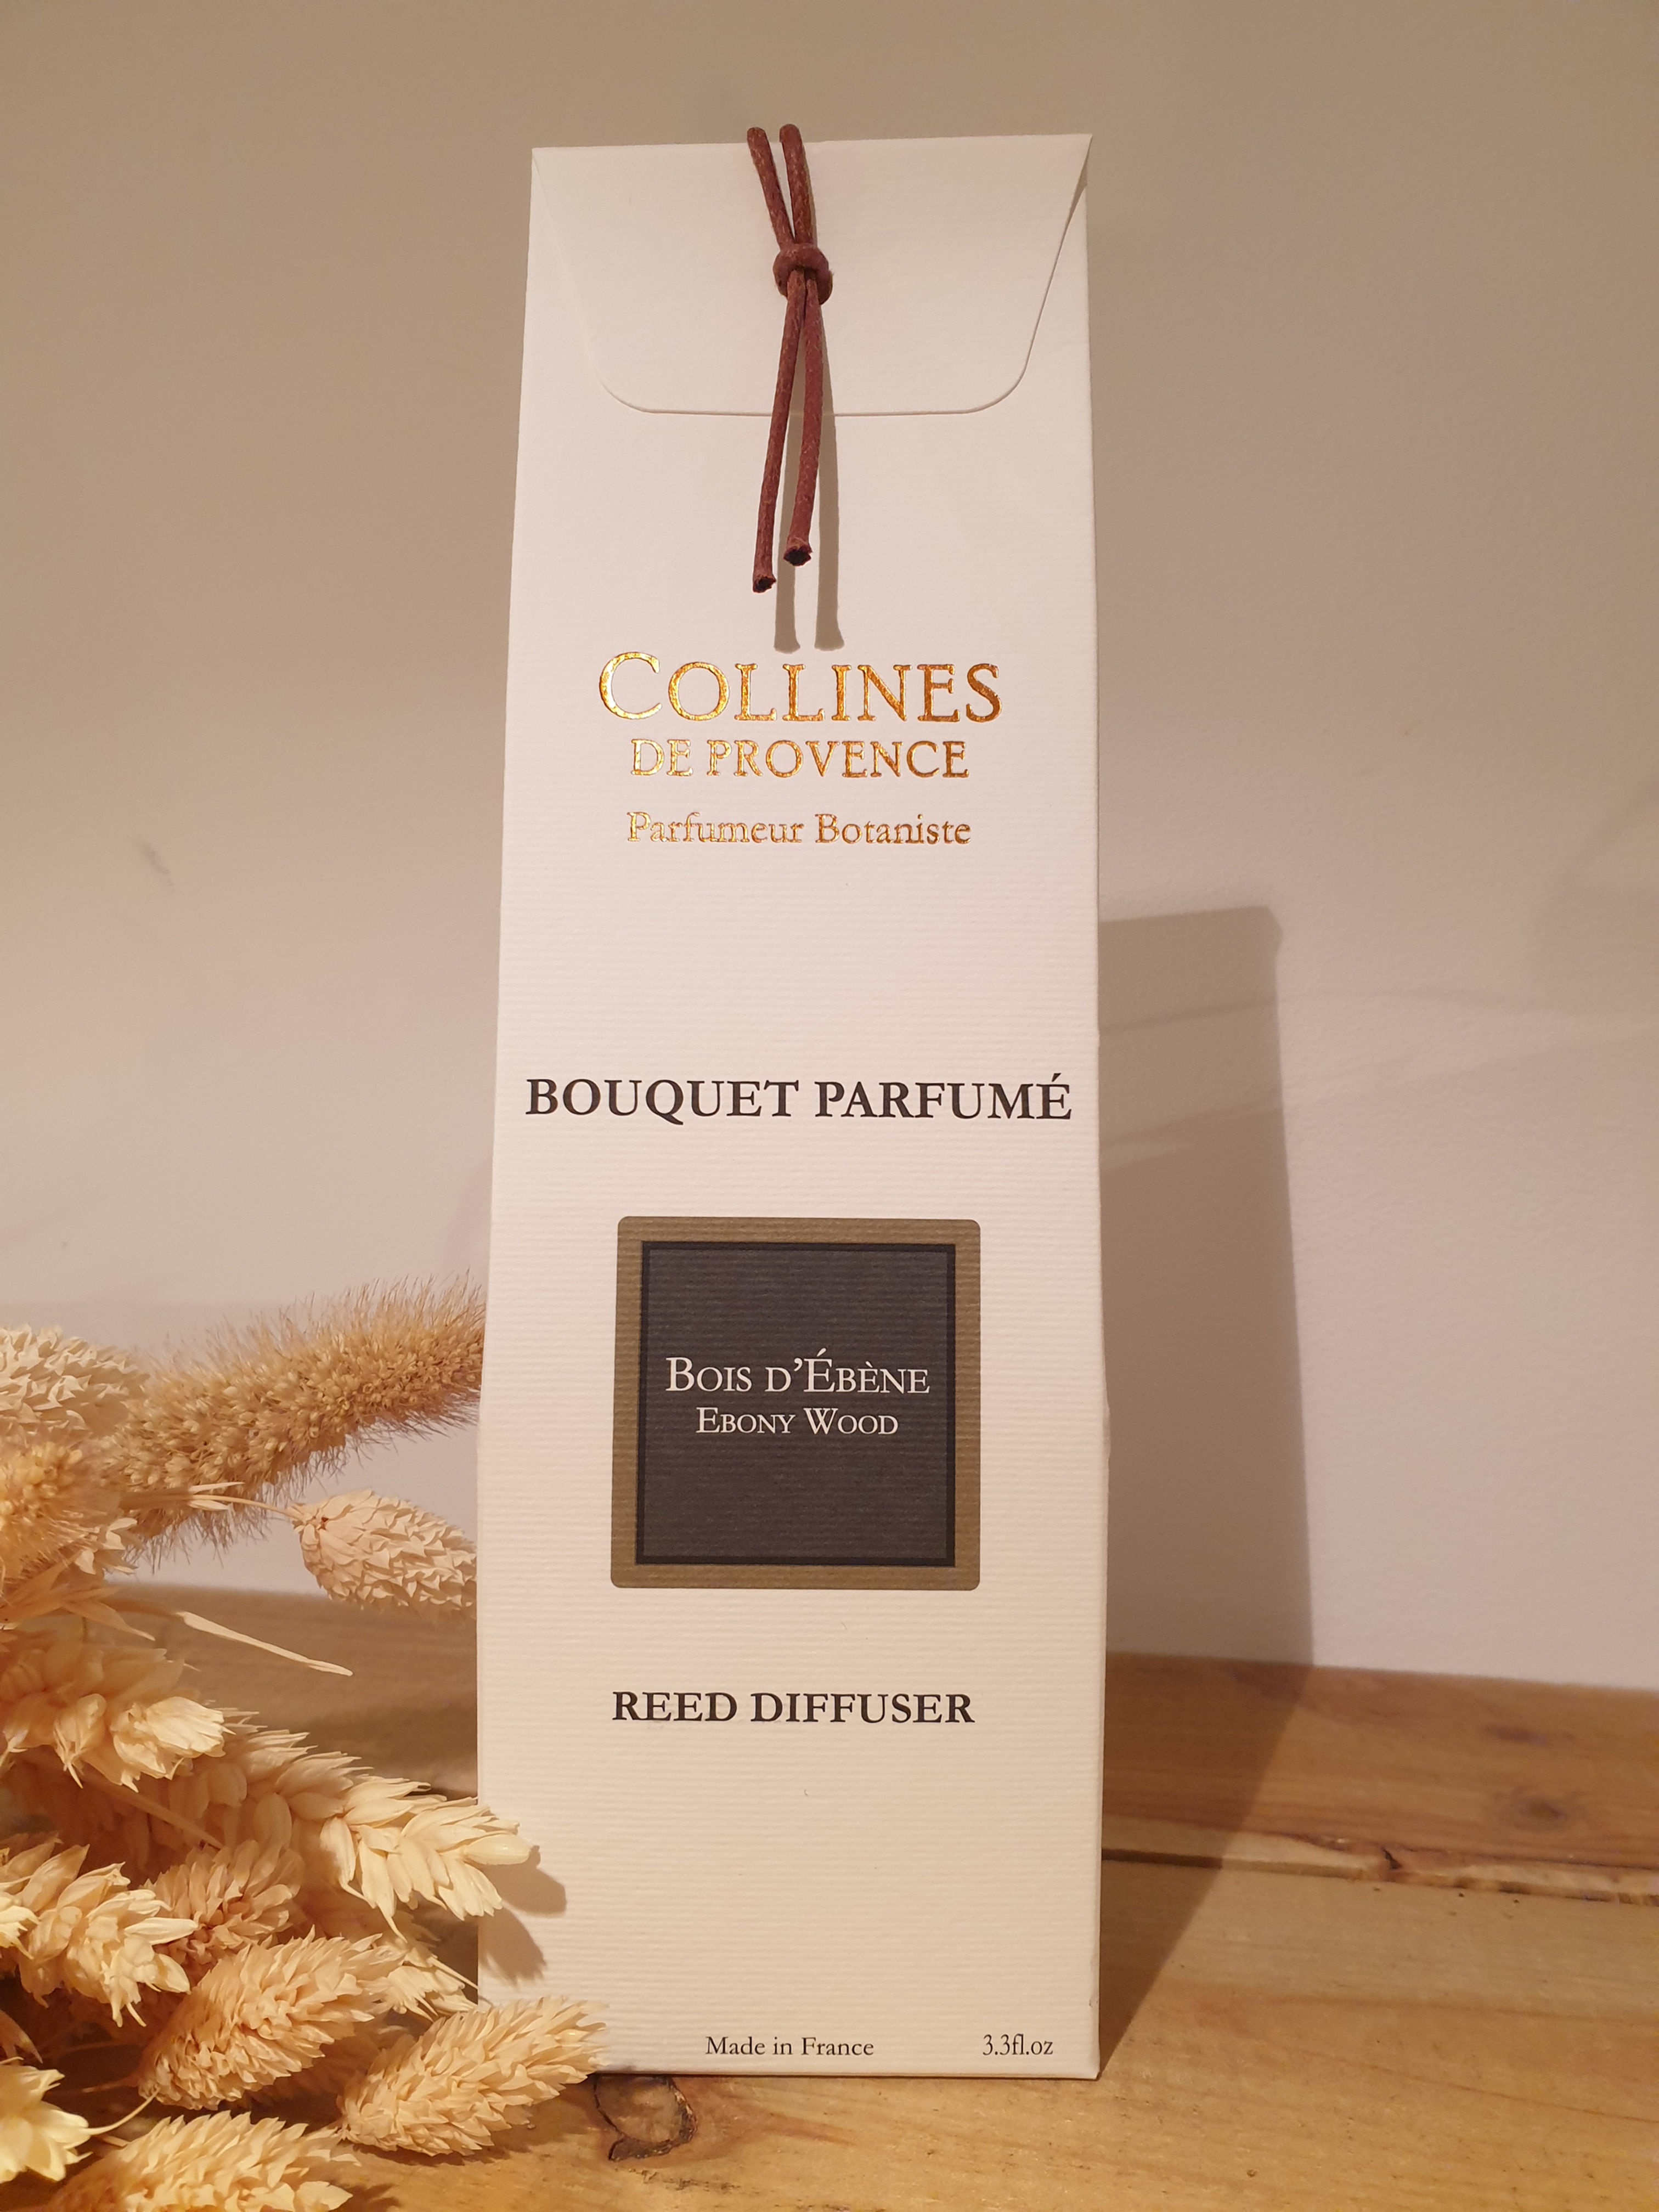 COLLINES
DE PROVENCE
Parfumeur Botaniste
BOUQUET PARFUMÉ
BOIS D'ÉBÈNE
EBONY WOOD
REED DIFFUSER
Made in France 3.3fl.oz